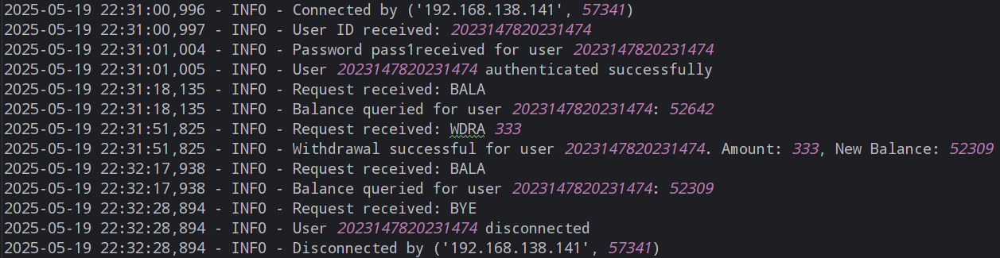 2025-05-19 22:31:00,996 - INFO - Connected by ('192.168.138.141', 57341)
2025-05-19 22:31:00,997 - INFO - User ID received: 2023147820231474
2025-05-19 22:31:01,004 - INFO - Password pass1received for user 2023147820231474
2025-05-19 22:31:01,005 - INFO - User 2023147820231474 authenticated successfully
2025-05-19 22:31:18,135 - INFO - Request received: BALA
2025-05-19 22:31:18,135 - INFO - Balance queried for user 2023147820231474: 52642
2025-05-19 22:31:51,825 - INFO - Request received: WDRA 333
2025-05-19 22:31:51,825 - INFO - Withdrawal successful for user 2023147820231474. Amount: 333, New Balance: 52309
2025-05-19 22:32:17,938 - INFO - Request received: BALA
2025-05-19 22:32:17,938 - INFO - Balance queried for user 2023147820231474: 52309
2025-05-19 22:32:28,894 - INFO - Request received: BYE
2025-05-19 22:32:28,894 - INFO - User 2023147820231474 disconnected
2025-05-19 22:32:28,894 - INFO - Disconnected by ('192.168.138.141', 57341)